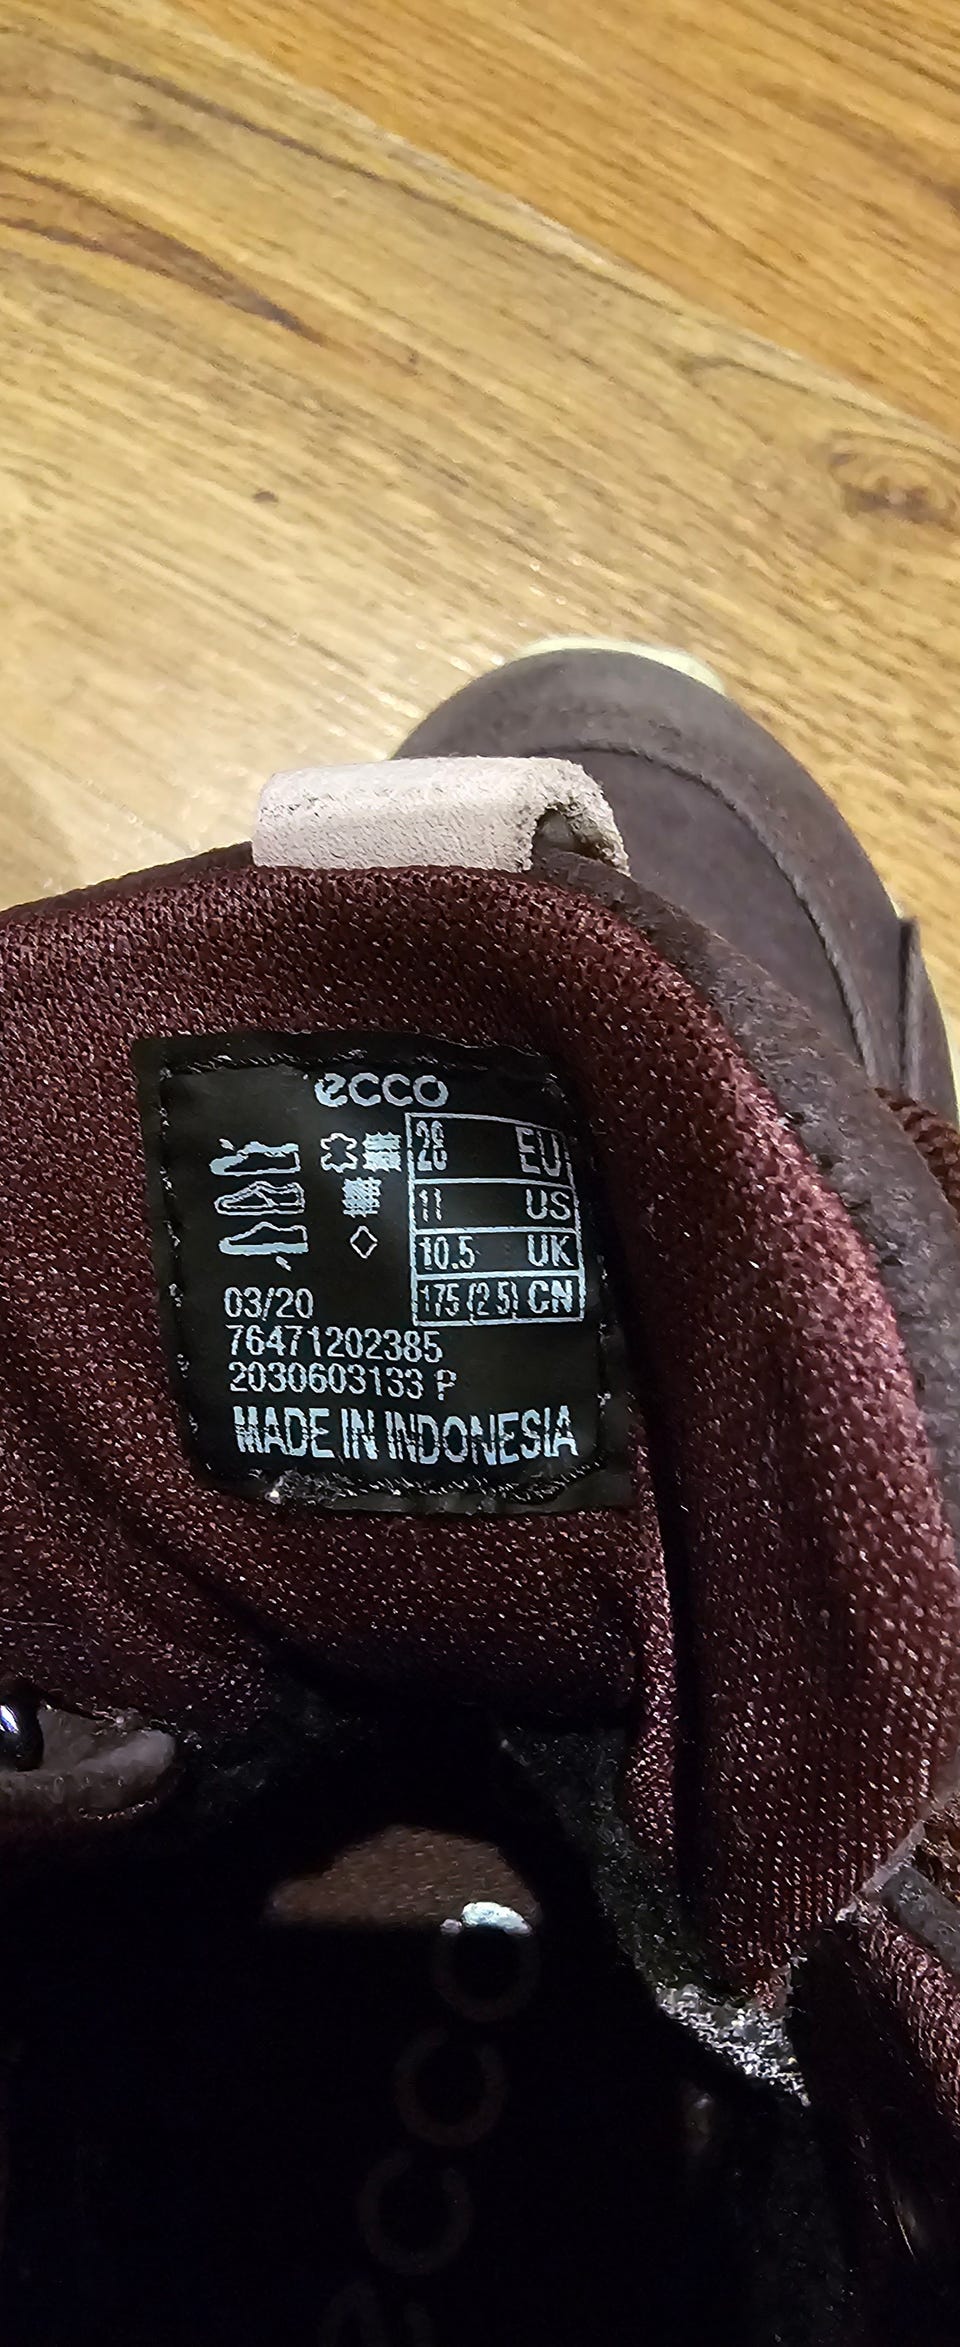 ecco
28 EU
11 US
10.5 UK
175 (2.5) CN
03/20
76471202385
2030603133 P
MADE IN INDONESIA